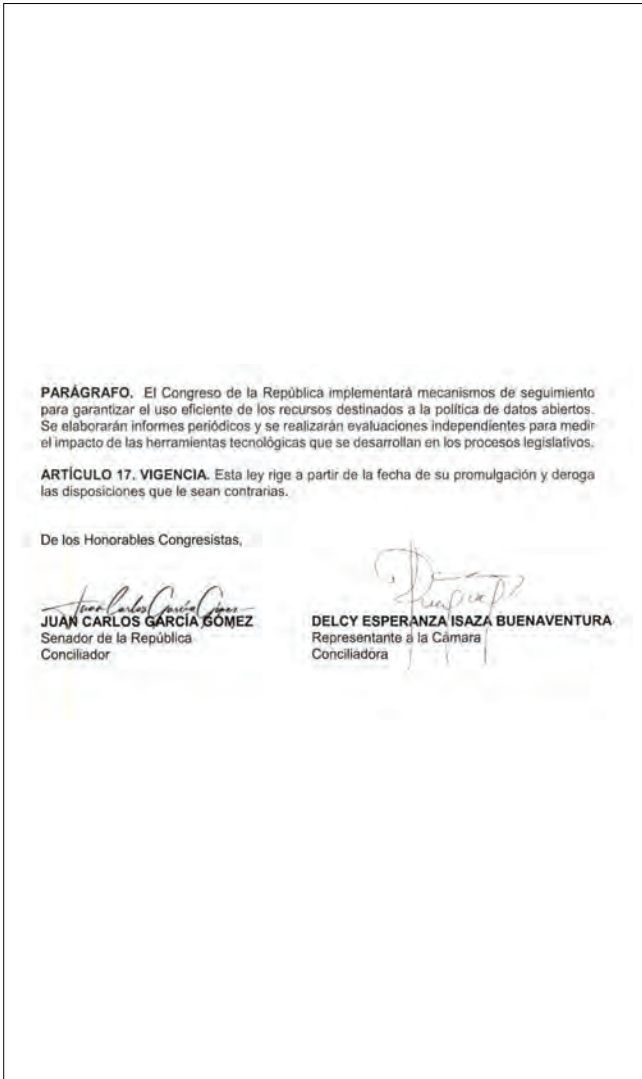 PARÁGRAFO. El Congreso de la República implementará mecanismos de seguimiento
para garantizar el uso eficiente de los recursos destinados a la política de datos abiertos.
Se elaborarán informes periódicos y se realizarán evaluaciones independientes para medir
el impacto de las herramientas tecnológicas que se desarrollan en los procesos legislativos.
ARTÍCULO 17. VIGENCIA. Esta ley rige a partir de la fecha de su promulgación y deroga
las disposiciones que le sean contrarias.
De los Honorables Congresistas,
Juan Carlos García Gómez
JUAN CARLOS GARCÍA GÓMEZ
Senador de la República
Conciliador
DELCY ESPERANZA ISAZA BUENAVENTURA
Representante a la Cámara
Conciliadora